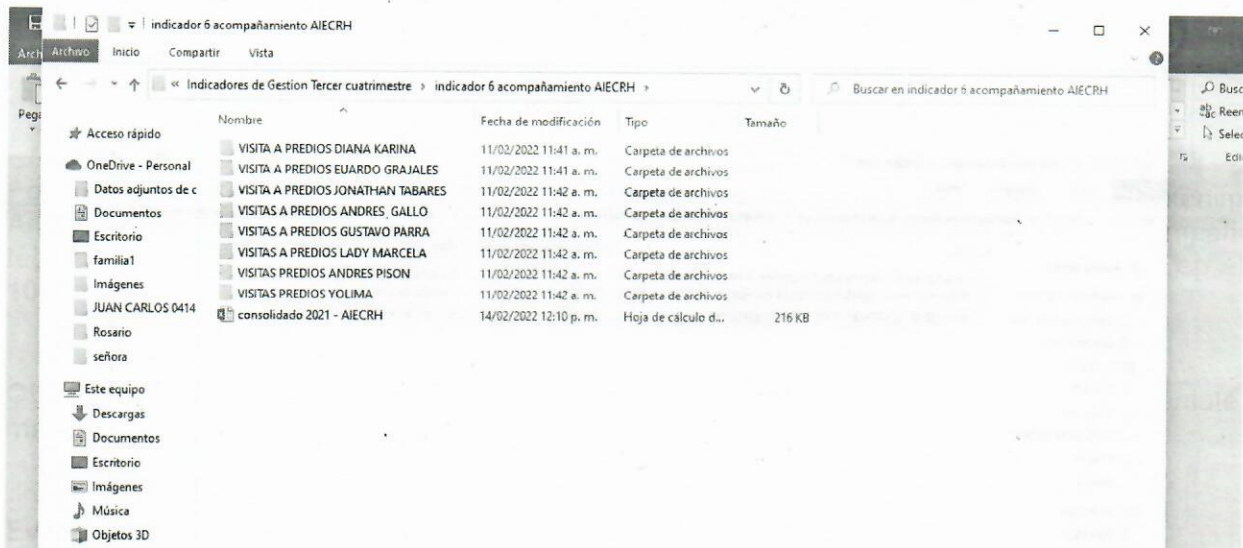 indicador 6 acompañamiento AIECRH
Archivo Inicio Compartir Vista
Arch
« Indicadores de Gestion Tercer cuatrimestre > indicador 6 acompañamiento AIECRH >
Buscar en indicador 6 acompañamiento AIECRH
Pega
Busc
Reen
Selec
Edi
Nombre Fecha de modificación Tipo Tamaño
Acceso rápido
OneDrive - Personal
Datos adjuntos de c
Documentos
Escritorio
familia1
Imágenes
JUAN CARLOS 0414
Rosario
señora
Este equipo
Descargas
Documentos
Escritorio
Imágenes
Música
Objetos 3D
VISITA A PREDIOS DIANA KARINA 11/02/2022 11:41 a. m. Carpeta de archivos
VISITA A PREDIOS EUARDO GRAJALES 11/02/2022 11:41 a. m. Carpeta de archivos
VISITA A PREDIOS JONATHAN TABARES 11/02/2022 11:42 a. m. Carpeta de archivos
VISITAS A PREDIOS ANDRES GALLO 11/02/2022 11:42 a. m. Carpeta de archivos
VISITAS A PREDIOS GUSTAVO PARRA 11/02/2022 11:42 a. m. Carpeta de archivos
VISITAS A PREDIOS LADY MARCELA 11/02/2022 11:42 a. m. Carpeta de archivos
VISITAS PREDIOS ANDRES PISON 11/02/2022 11:42 a. m. Carpeta de archivos
VISITAS PREDIOS YOLIMA 11/02/2022 11:42 a. m. Carpeta de archivos
consolidado 2021 - AIECRH 14/02/2022 12:10 p. m. Hoja de cálculo d... 216 KB